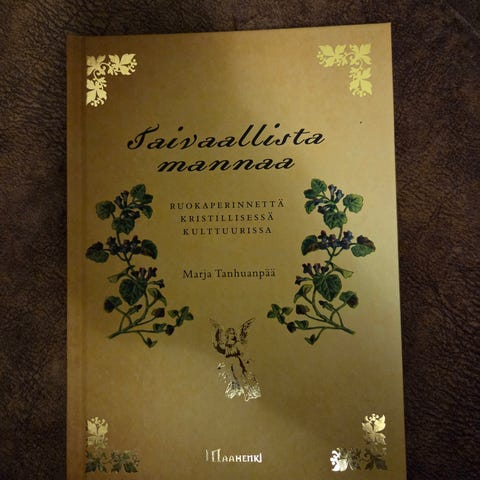 Taivaallista
mannaa
RUOKAPERINNETTÄ
KRISTILLISESSÄ
KULTTUURISSA
Marja Tanhuanpää
MAAHENKI